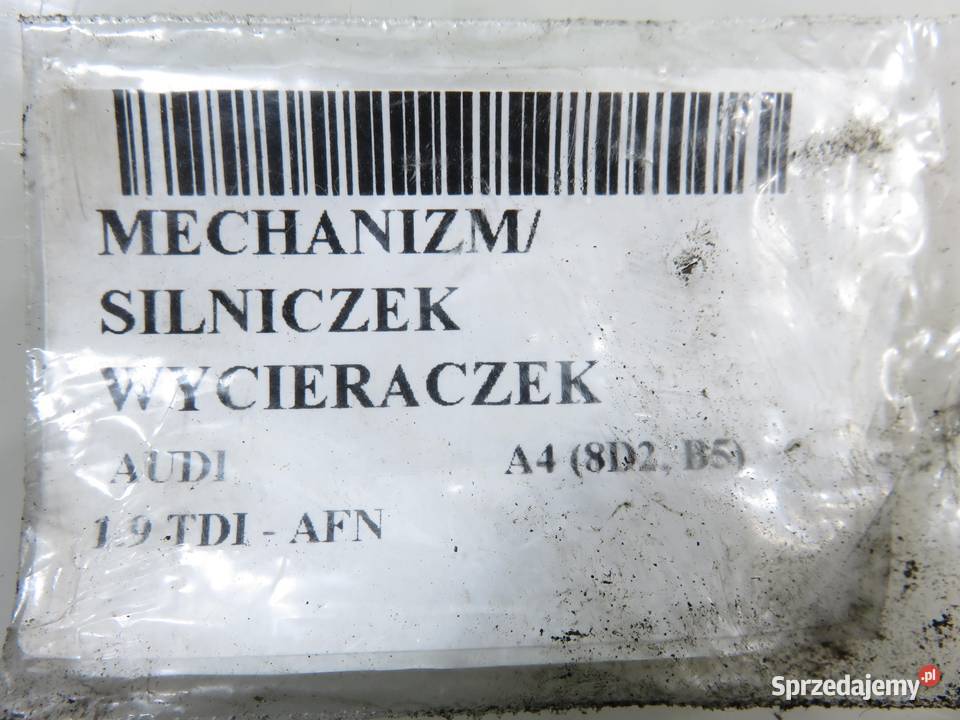 MECHANIZM/
SILNICZEK
WYCIERACZEK
AUDI A4 (8D2, B5)
1.9 TDI - AFN
Sprzedajemy.pl